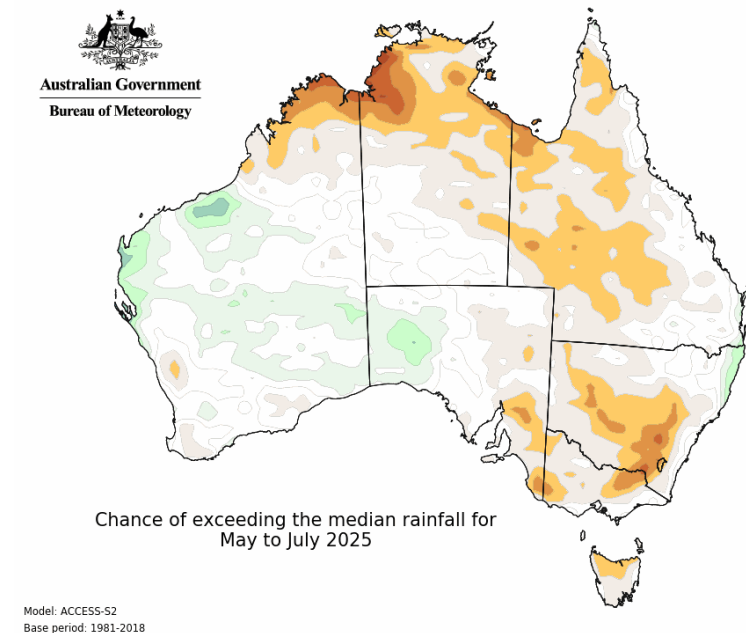 Australian Government
Bureau of Meteorology
Chance of exceeding the median rainfall for
May to July 2025
Model: ACCESS-S2
Base period: 1981-2018